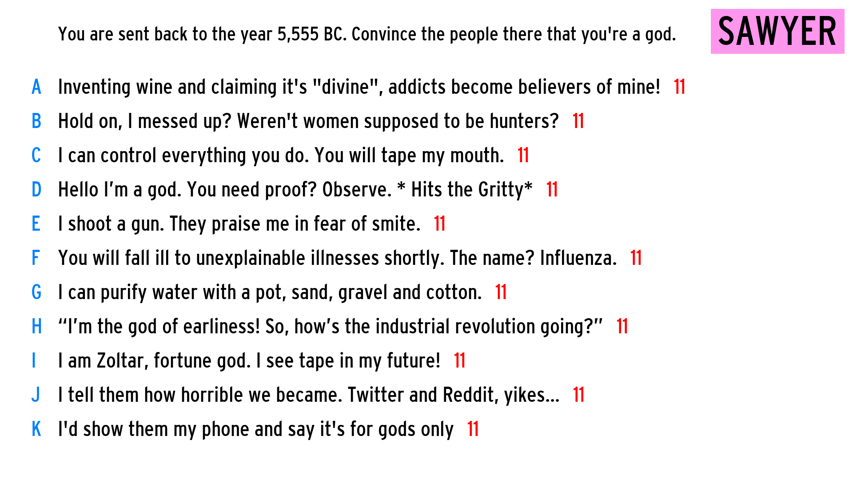 You are sent back to the year 5,555 BC. Convince the people there that you're a god.
SAWYER
A Inventing wine and claiming it's "divine", addicts become believers of mine! 11
B Hold on, I messed up? Weren't women supposed to be hunters? 11
C I can control everything you do. You will tape my mouth. 11
D Hello I'm a god. You need proof? Observe. * Hits the Gritty* 11
E I shoot a gun. They praise me in fear of smite. 11
F You will fall ill to unexplainable illnesses shortly. The name? Influenza. 11
G I can purify water with a pot, sand, gravel and cotton. 11
H “I’m the god of earliness! So, how’s the industrial revolution going?” 11
I I am Zoltar, fortune god. I see tape in my future! 11
J I tell them how horrible we became. Twitter and Reddit, yikes... 11
K I'd show them my phone and say it's for gods only 11